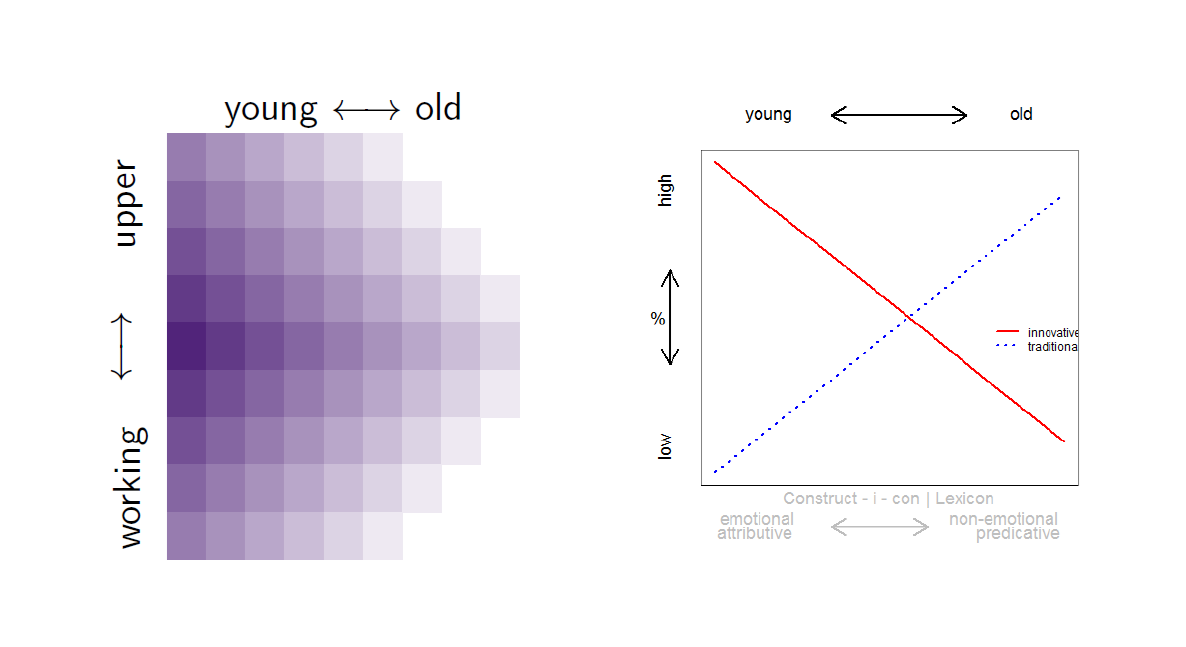 young ⟷ old
upper
⟷
working
young old
high
%
low
innovative
traditiona
Construct - i - con | Lexicon
emotional non-emotional
attributive predicative